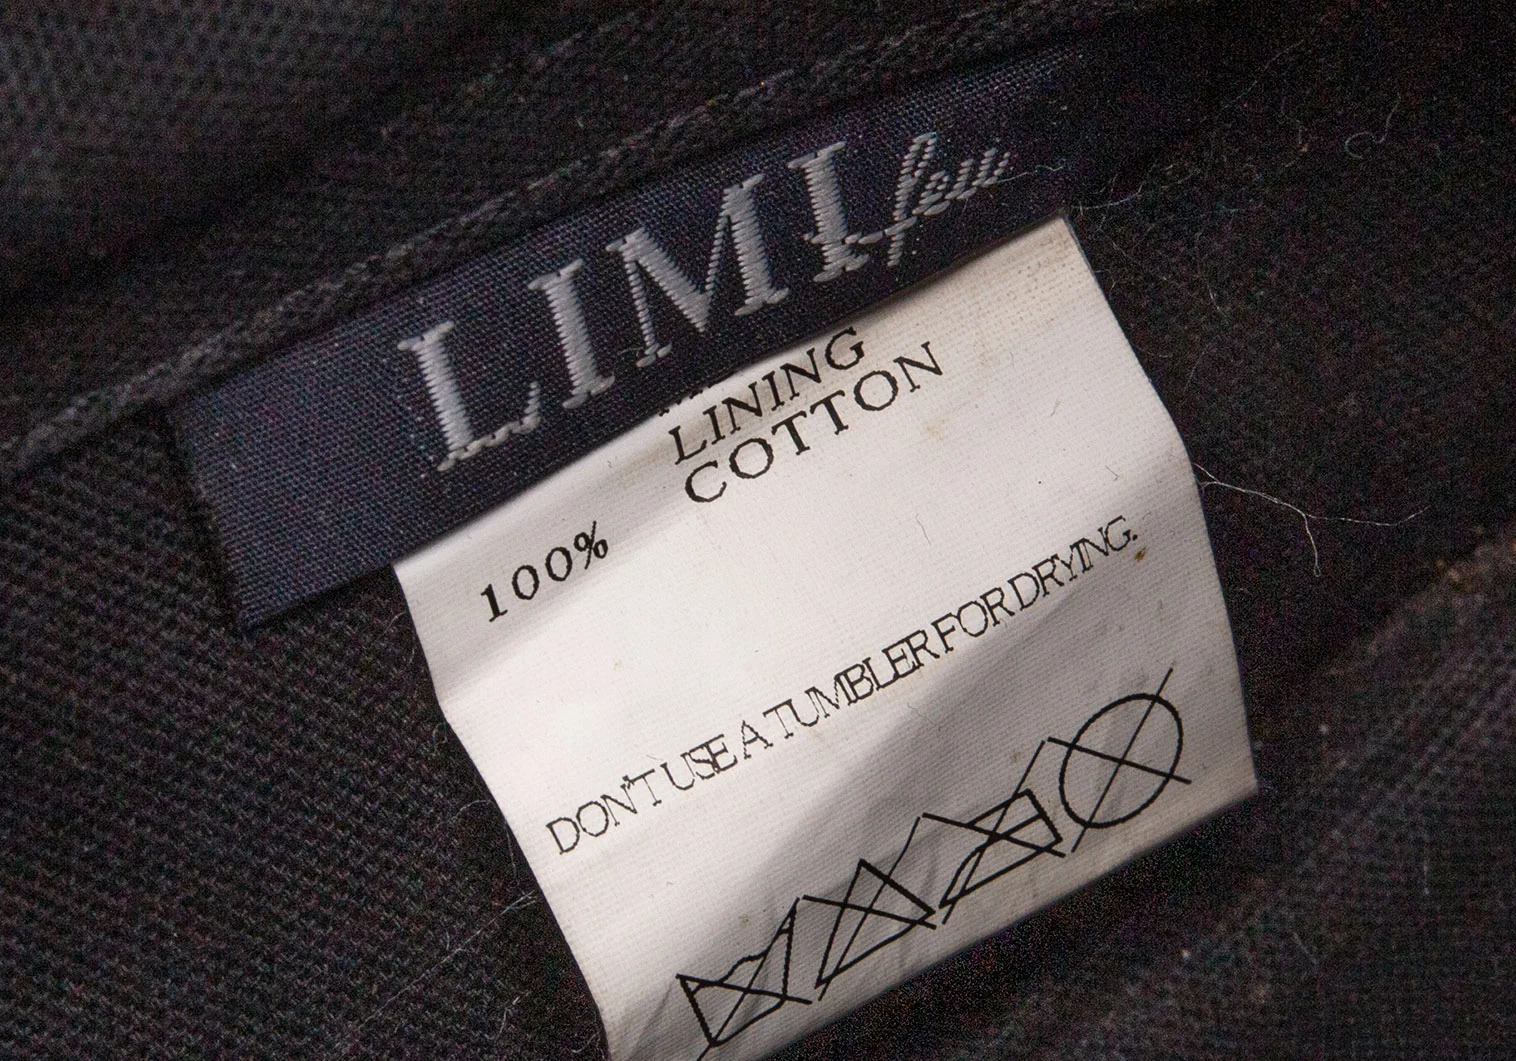 LIMI feu
LINING
COTTON
100%
DON'T USE A TUMBLER FOR DRYING.